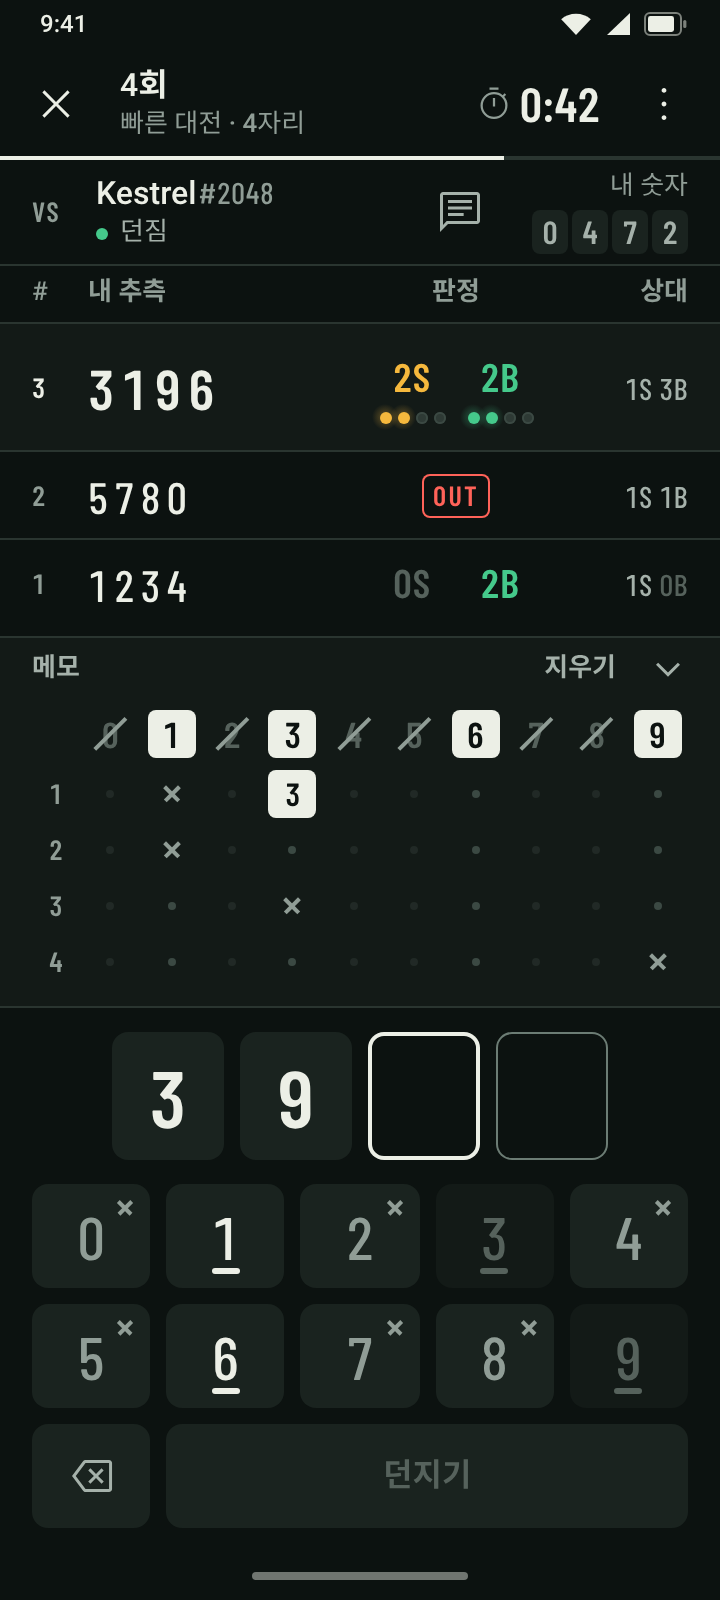 9:41
4회
빠른 대전 · 4자리
0:42
VS
Kestrel#2048
던짐
내 숫자
0 4 7 2
# 내 추측 판정 상대
3 3196 2S 2B 1S 3B
2 5780 OUT 1S 1B
1 1234 0S 2B 1S 0B
메모 지우기
0 1 2 3 4 5 6 7 8 9
1 × 3
2 ×
3 ×
4 ×
3 9
0 × 1 2 × 3 4 ×
5 × 6 7 × 8 × 9
던지기